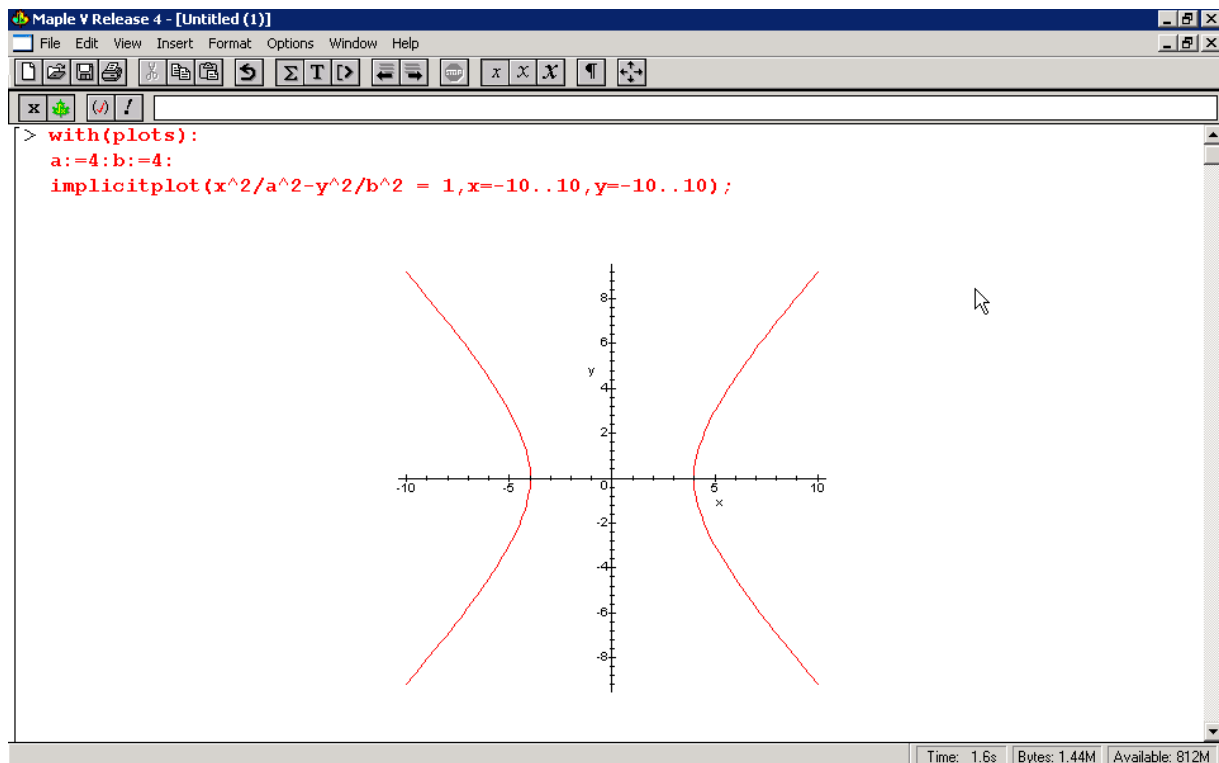 Maple V Release 4 - [Untitled (1)]
File Edit View Insert Format Options Window Help
Σ T [> STOP x x x ¶
x (√) !
[> with(plots):
a:=4:b:=4:
implicitplot(x^2/a^2-y^2/b^2 = 1,x=-10..10,y=-10..10);
8
6
y
4
2
-10 -5 0 5 10
x
-2
-4
-6
-8
Time: 1.6s Bytes: 1.44M Available: 812M